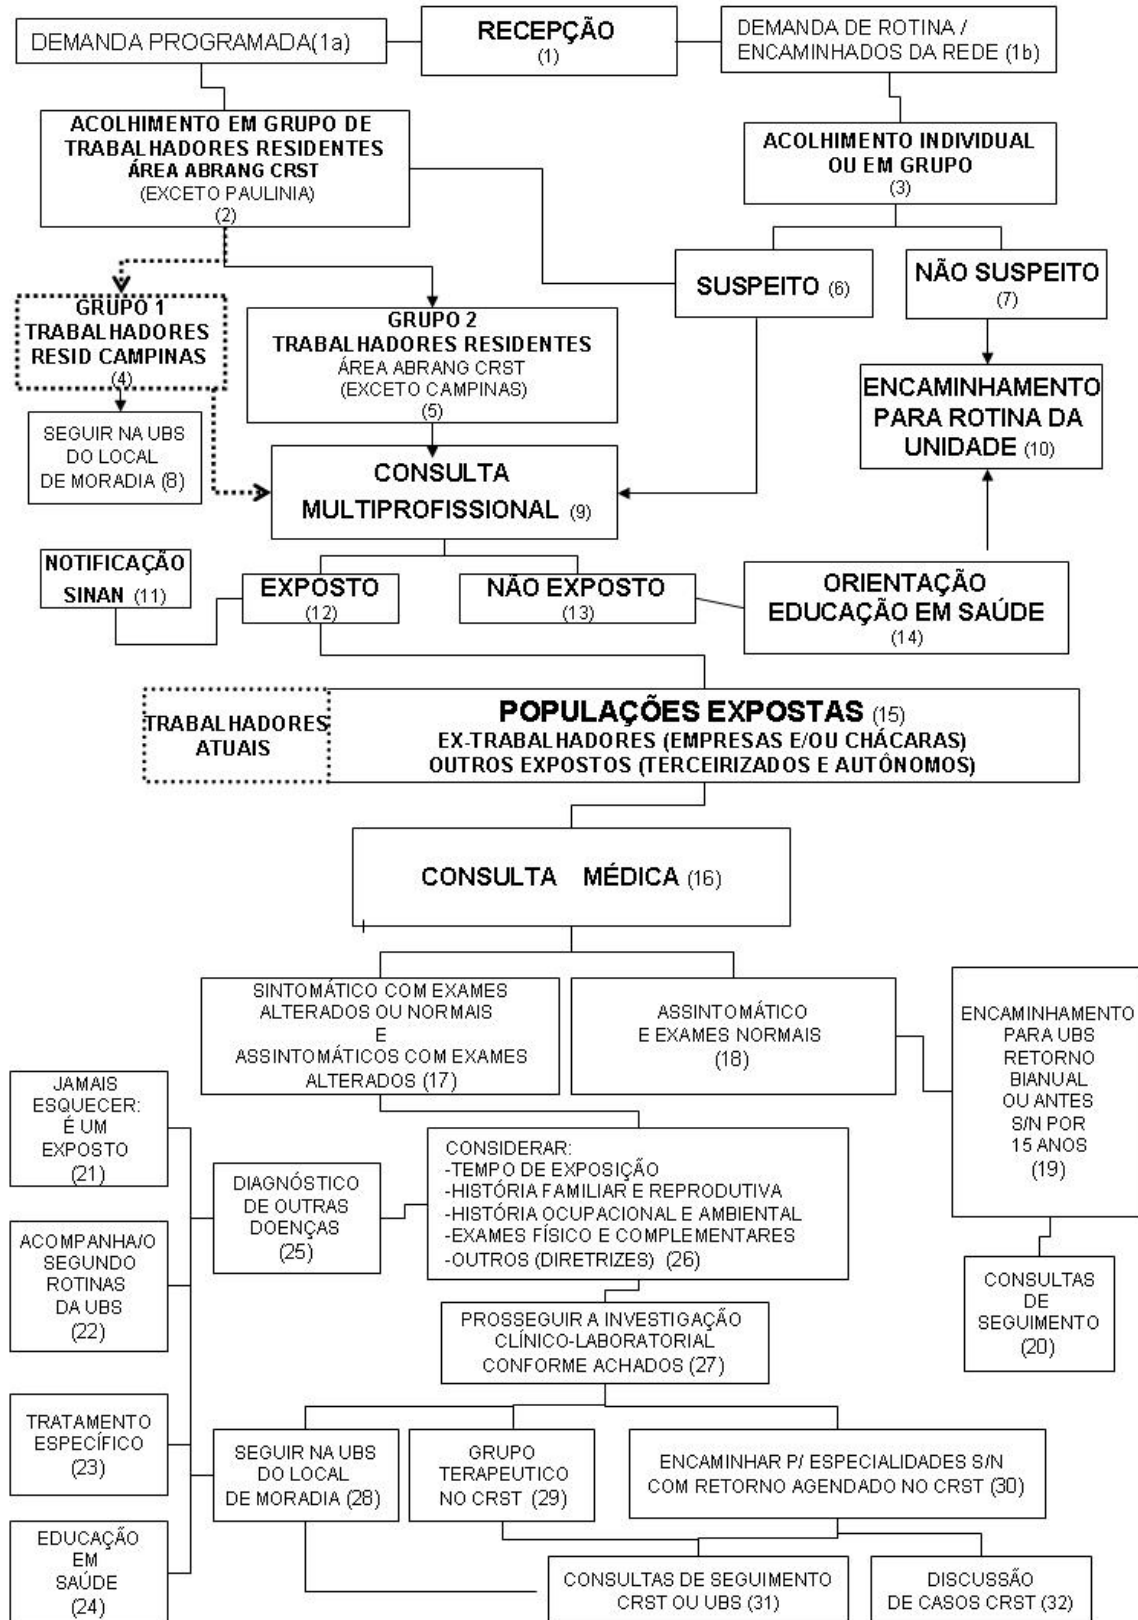 DEMANDA PROGRAMADA(1a)
RECEPÇÃO
(1)
DEMANDA DE ROTINA /
ENCAMINHADOS DA REDE (1b)
ACOLHIMENTO EM GRUPO DE
TRABALHADORES RESIDENTES
ÁREA ABRANG CRST
(EXCETO PAULINIA)
(2)
ACOLHIMENTO INDIVIDUAL
OU EM GRUPO
(3)
SUSPEITO (6)
NÃO SUSPEITO
(7)
GRUPO 1
TRABALHADORES
RESID CAMPINAS
(4)
GRUPO 2
TRABALHADORES RESIDENTES
ÁREA ABRANG CRST
(EXCETO CAMPINAS)
(5)
ENCAMINHAMENTO
PARA ROTINA DA
UNIDADE (10)
SEGUIR NA UBS
DO LOCAL
DE MORADIA (8)
CONSULTA
MULTIPROFISSIONAL (9)
NOTIFICAÇÃO
SINAN (11)
EXPOSTO
(12)
NÃO EXPOSTO
(13)
ORIENTAÇÃO
EDUCAÇÃO EM SAÚDE
(14)
TRABALHADORES
ATUAIS
POPULAÇÕES EXPOSTAS (15)
EX-TRABALHADORES (EMPRESAS E/OU CHÁCARAS)
OUTROS EXPOSTOS (TERCEIRIZADOS E AUTÔNOMOS)
CONSULTA MÉDICA (16)
SINTOMÁTICO COM EXAMES
ALTERADOS OU NORMAIS
E
ASSINTOMÁTICOS COM EXAMES
ALTERADOS (17)
ASSINTOMÁTICO
E EXAMES NORMAIS
(18)
ENCAMINHAMENTO
PARA UBS
RETORNO
BIANUAL
OU ANTES
S/N POR
15 ANOS
(19)
JAMAIS
ESQUECER:
É UM
EXPOSTO
(21)
DIAGNÓSTICO
DE OUTRAS
DOENÇAS
(25)
CONSIDERAR:
-TEMPO DE EXPOSIÇÃO
-HISTÓRIA FAMILIAR E REPRODUTIVA
-HISTÓRIA OCUPACIONAL E AMBIENTAL
-EXAMES FÍSICO E COMPLEMENTARES
-OUTROS (DIRETRIZES) (26)
ACOMPANHA/O
SEGUNDO
ROTINAS
DA UBS
(22)
CONSULTAS
DE
SEGUIMENTO
(20)
PROSSEGUIR A INVESTIGAÇÃO
CLÍNICO-LABORATORIAL
CONFORME ACHADOS (27)
TRATAMENTO
ESPECÍFICO
(23)
SEGUIR NA UBS
DO LOCAL
DE MORADIA (28)
GRUPO
TERAPEUTICO
NO CRST (29)
ENCAMINHAR P/ ESPECIALIDADES S/N
COM RETORNO AGENDADO NO CRST (30)
EDUCAÇÃO
EM
SAÚDE
(24)
CONSULTAS DE SEGUIMENTO
CRST OU UBS (31)
DISCUSSÃO
DE CASOS CRST (32)